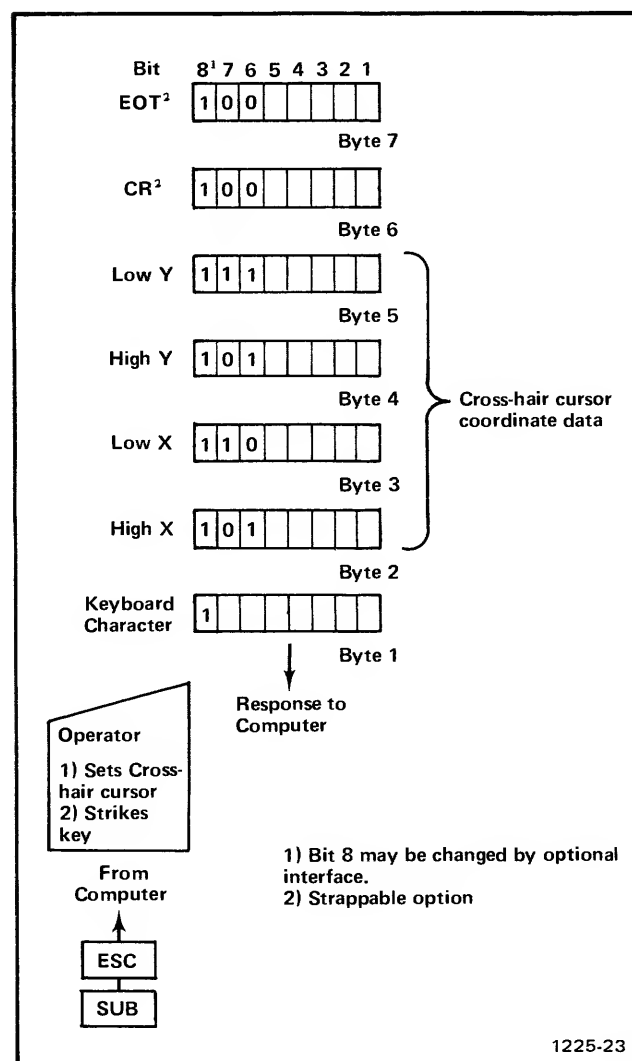 Bit 8¹ 7 6 5 4 3 2 1
EOT² 1 0 0
Byte 7
CR² 1 0 0
Byte 6
Low Y 1 1 1
Byte 5
High Y 1 0 1
Byte 4
Cross-hair cursor
coordinate data
Low X 1 1 0
Byte 3
High X 1 0 1
Byte 2
Keyboard
Character 1
Byte 1
Response to
Computer
Operator
1) Sets Cross-
hair cursor
2) Strikes
key
From
Computer
ESC
SUB
1) Bit 8 may be changed by optional
interface.
2) Strappable option
1225-23